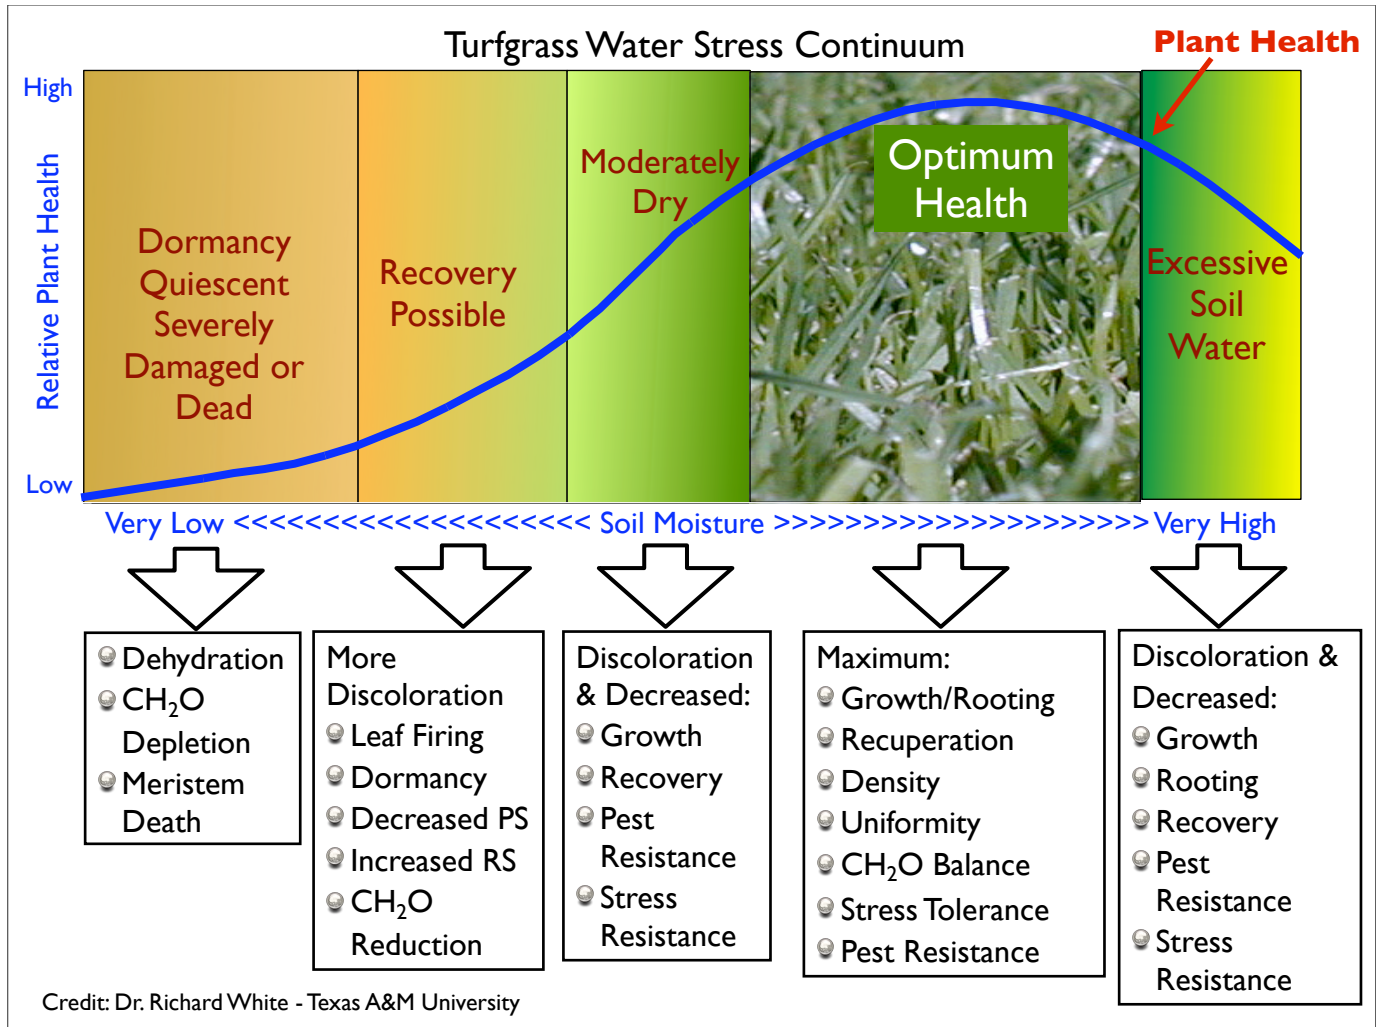 Turfgrass Water Stress Continuum
Plant Health
High
Relative Plant Health
Low
Dormancy
Quiescent
Severely
Damaged or
Dead
Recovery
Possible
Moderately
Dry
Optimum
Health
Excessive
Soil
Water
Very Low <<<<<<<<<<<<<<<<<<<<<<<< Soil Moisture >>>>>>>>>>>>>>>>>>>>>>>>> Very High
Dehydration
CH₂O
Depletion
Meristem
Death
More
Discoloration
Leaf Firing
Dormancy
Decreased PS
Increased RS
CH₂O
Reduction
Discoloration
& Decreased:
Growth
Recovery
Pest
Resistance
Stress
Resistance
Maximum:
Growth/Rooting
Recuperation
Density
Uniformity
CH₂O Balance
Stress Tolerance
Pest Resistance
Discoloration &
Decreased:
Growth
Rooting
Recovery
Pest
Resistance
Stress
Resistance
Credit: Dr. Richard White - Texas A&M University